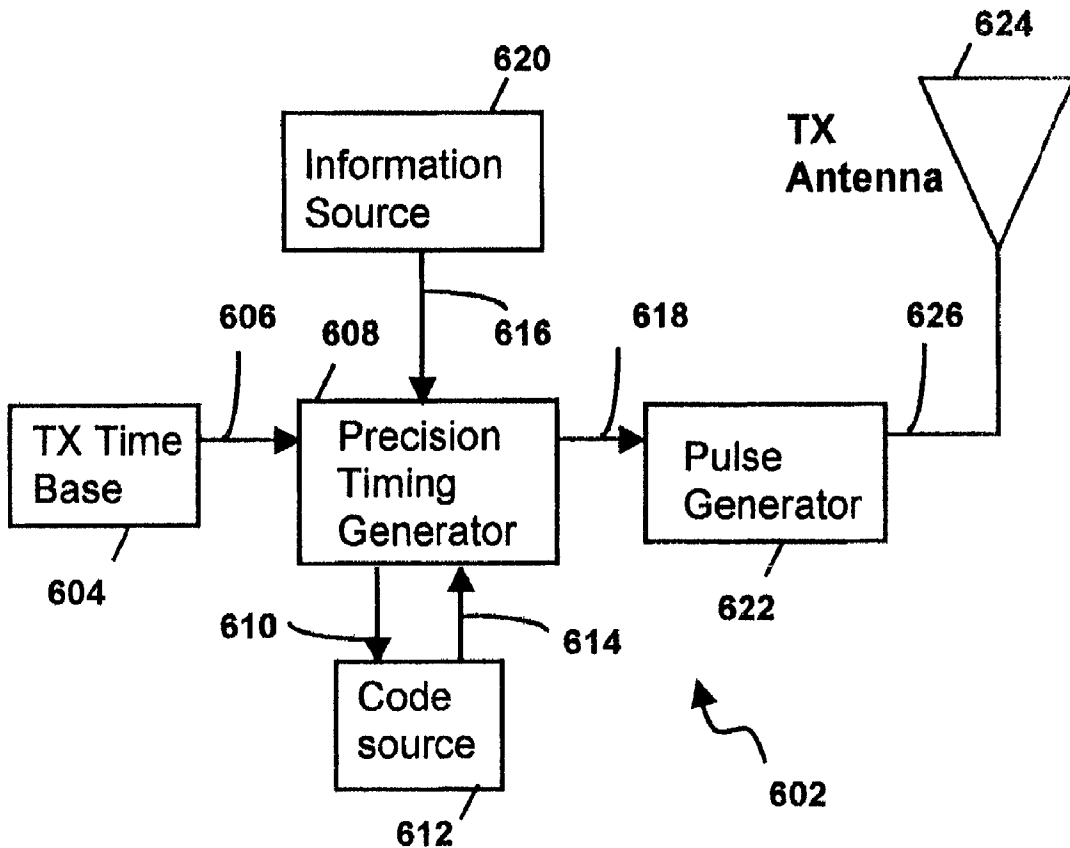 624
620
TX
Antenna
Information
Source
606
608
616
618
626
TX Time
Base
Precision
Timing
Generator
Pulse
Generator
604
610
614
622
Code
source
602
612